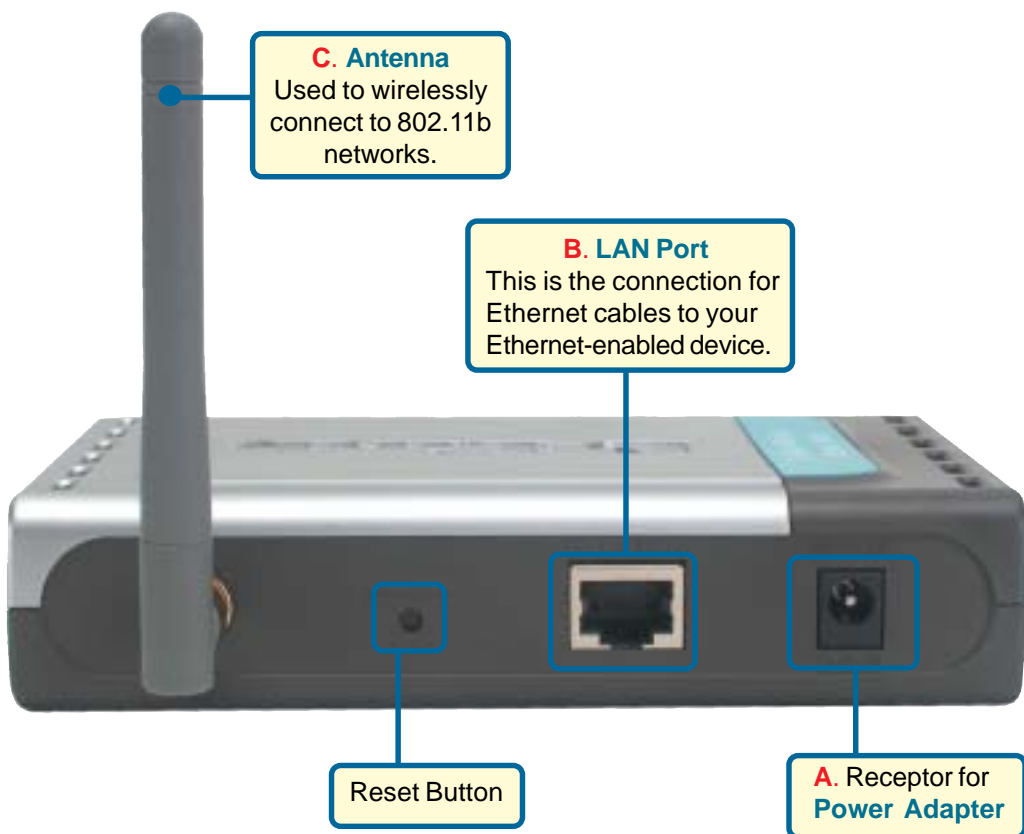 C. Antenna
Used to wirelessly
connect to 802.11b
networks.
B. LAN Port
This is the connection for
Ethernet cables to your
Ethernet-enabled device.
Reset Button
A. Receptor for
Power Adapter